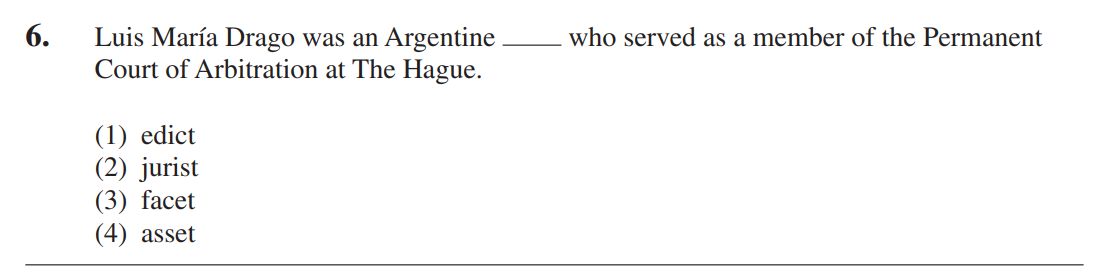 6. Luis María Drago was an Argentine ____ who served as a member of the Permanent
Court of Arbitration at The Hague.
(1) edict
(2) jurist
(3) facet
(4) asset